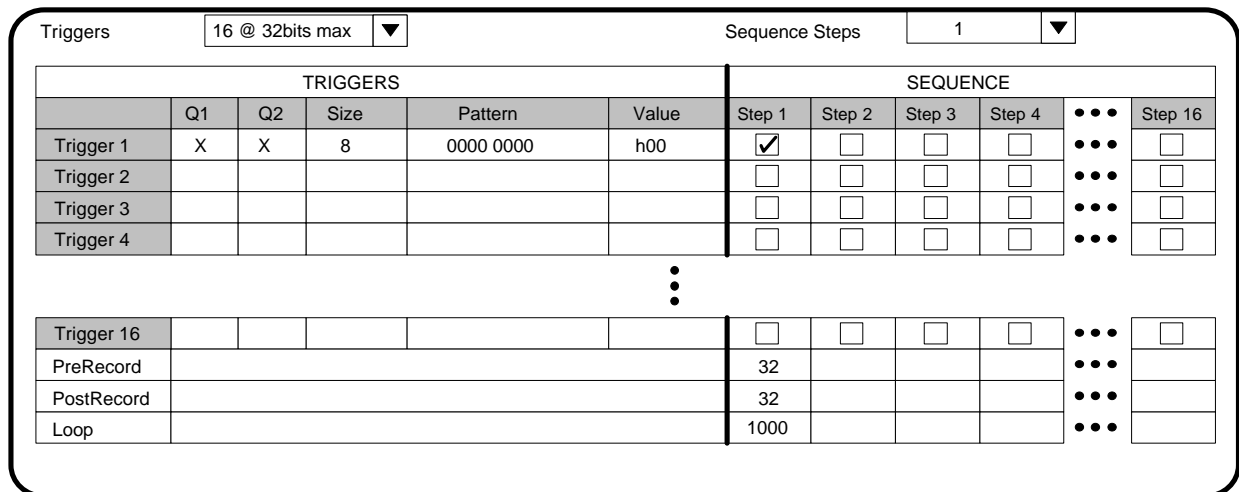 Triggers 16 @ 32bits max Sequence Steps 1
TRIGGERS SEQUENCE
Q1 Q2 Size Pattern Value Step 1 Step 2 Step 3 Step 4 Step 16
Trigger 1 X X 8 0000 0000 h00
Trigger 2
Trigger 3
Trigger 4
Trigger 16
PreRecord 32
PostRecord 32
Loop 1000